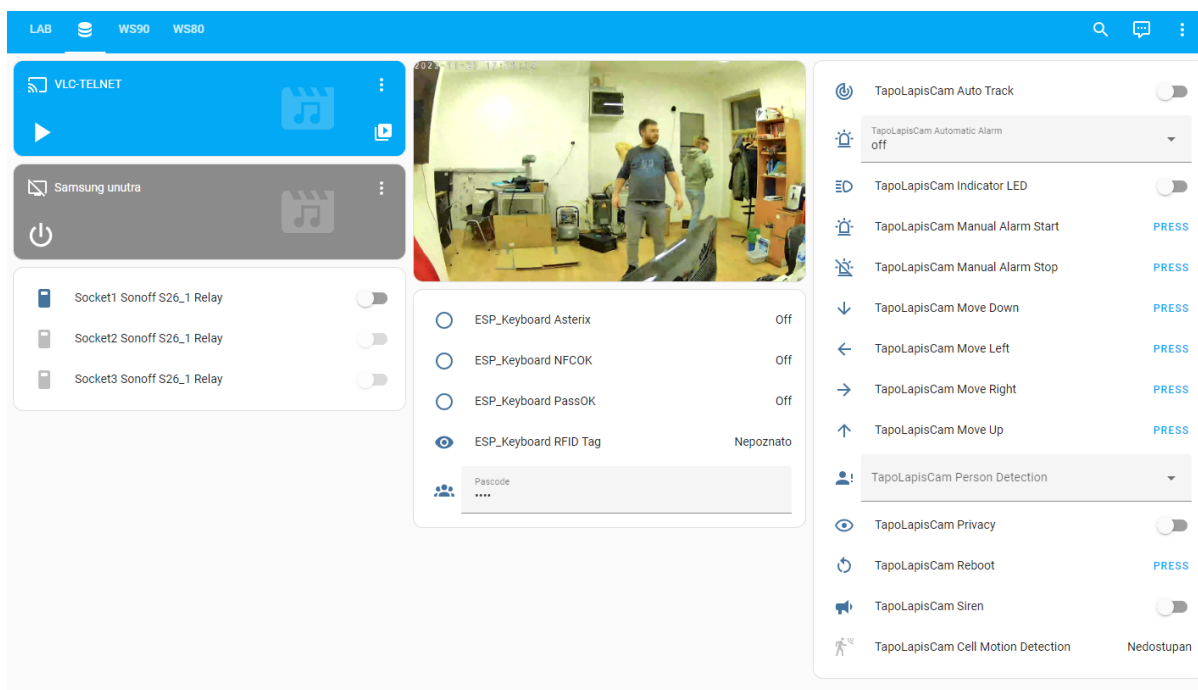 LAB
WS90
WS80
VLC-TELNET
Samsung unutra
Socket1 Sonoff S26_1 Relay
Socket2 Sonoff S26_1 Relay
Socket3 Sonoff S26_1 Relay
ESP_Keyboard Asterix Off
ESP_Keyboard NFCOK Off
ESP_Keyboard PassOK Off
ESP_Keyboard RFID Tag Nepoznato
Pascode
••••
TapoLapisCam Auto Track
TapoLapisCam Automatic Alarm
off
TapoLapisCam Indicator LED
TapoLapisCam Manual Alarm Start PRESS
TapoLapisCam Manual Alarm Stop PRESS
TapoLapisCam Move Down PRESS
TapoLapisCam Move Left PRESS
TapoLapisCam Move Right PRESS
TapoLapisCam Move Up PRESS
TapoLapisCam Person Detection
TapoLapisCam Privacy
TapoLapisCam Reboot PRESS
TapoLapisCam Siren
TapoLapisCam Cell Motion Detection Nedostupan